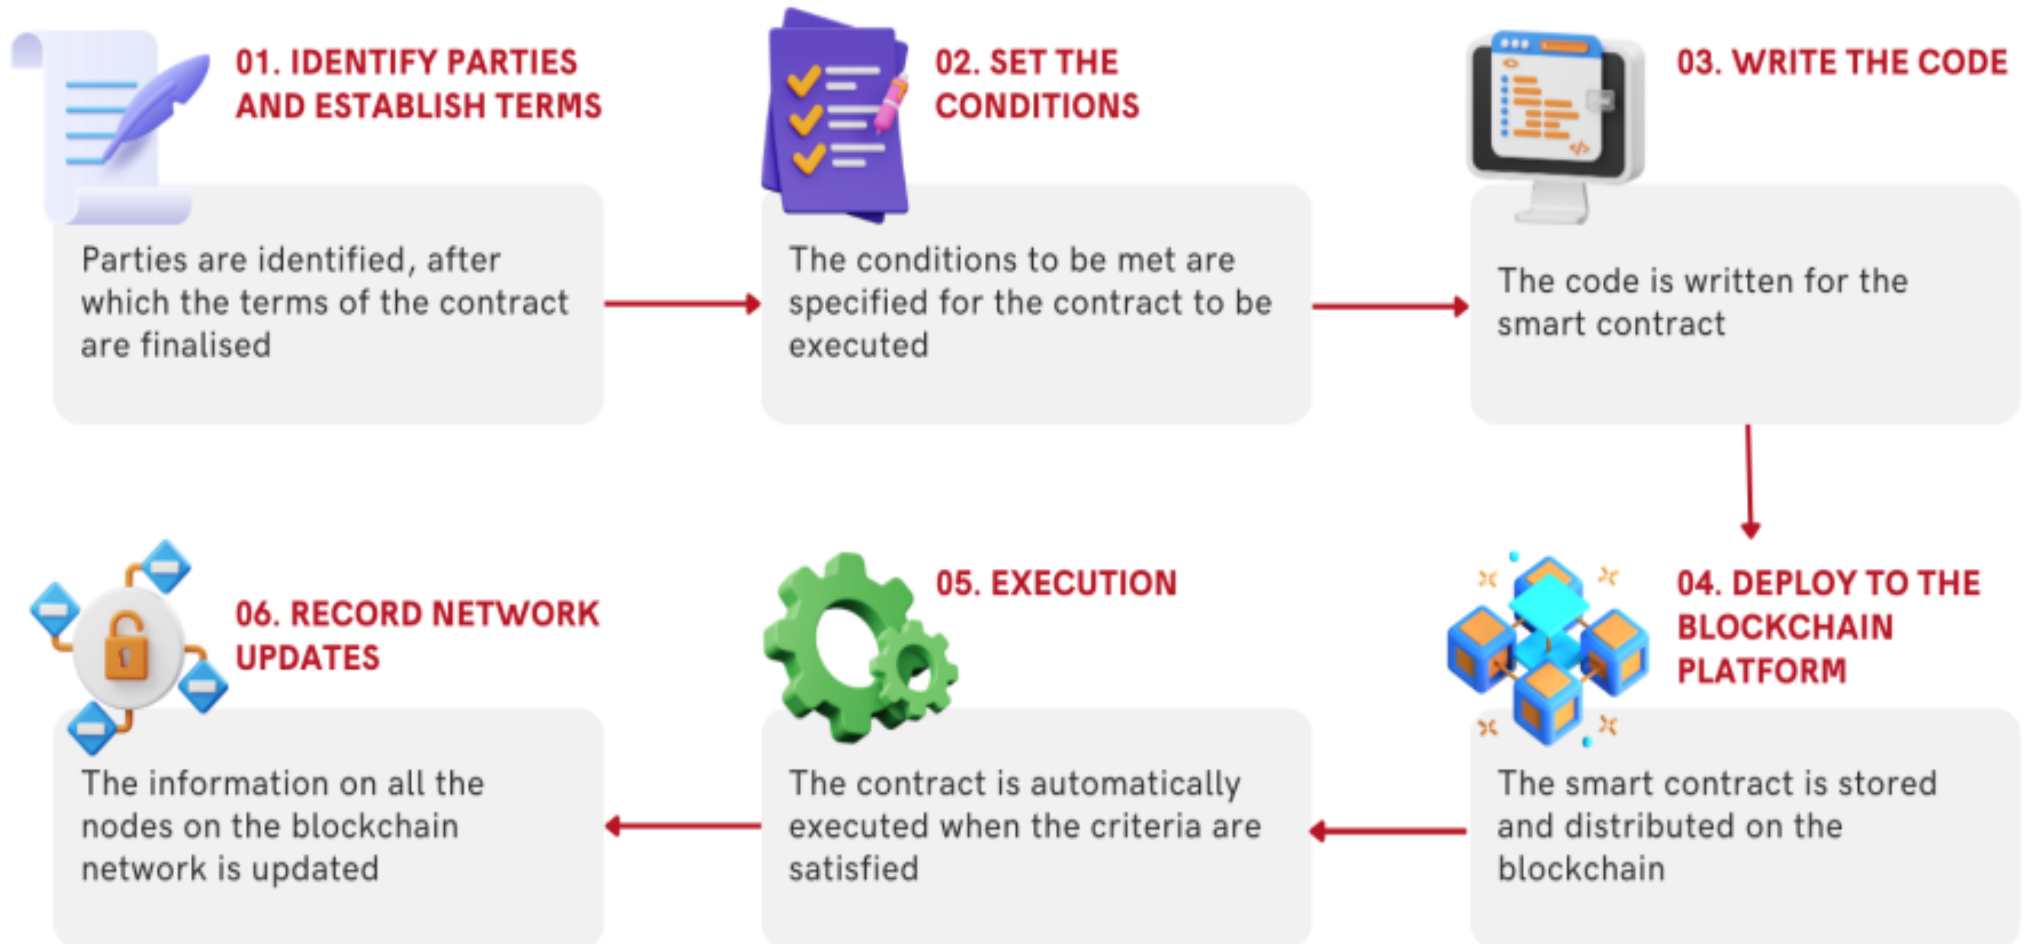 01. IDENTIFY PARTIES
AND ESTABLISH TERMS
Parties are identified, after
which the terms of the contract
are finalised
02. SET THE
CONDITIONS
The conditions to be met are
specified for the contract to be
executed
03. WRITE THE CODE
The code is written for the
smart contract
04. DEPLOY TO THE
BLOCKCHAIN
PLATFORM
The smart contract is stored
and distributed on the
blockchain
05. EXECUTION
The contract is automatically
executed when the criteria are
satisfied
06. RECORD NETWORK
UPDATES
The information on all the
nodes on the blockchain
network is updated